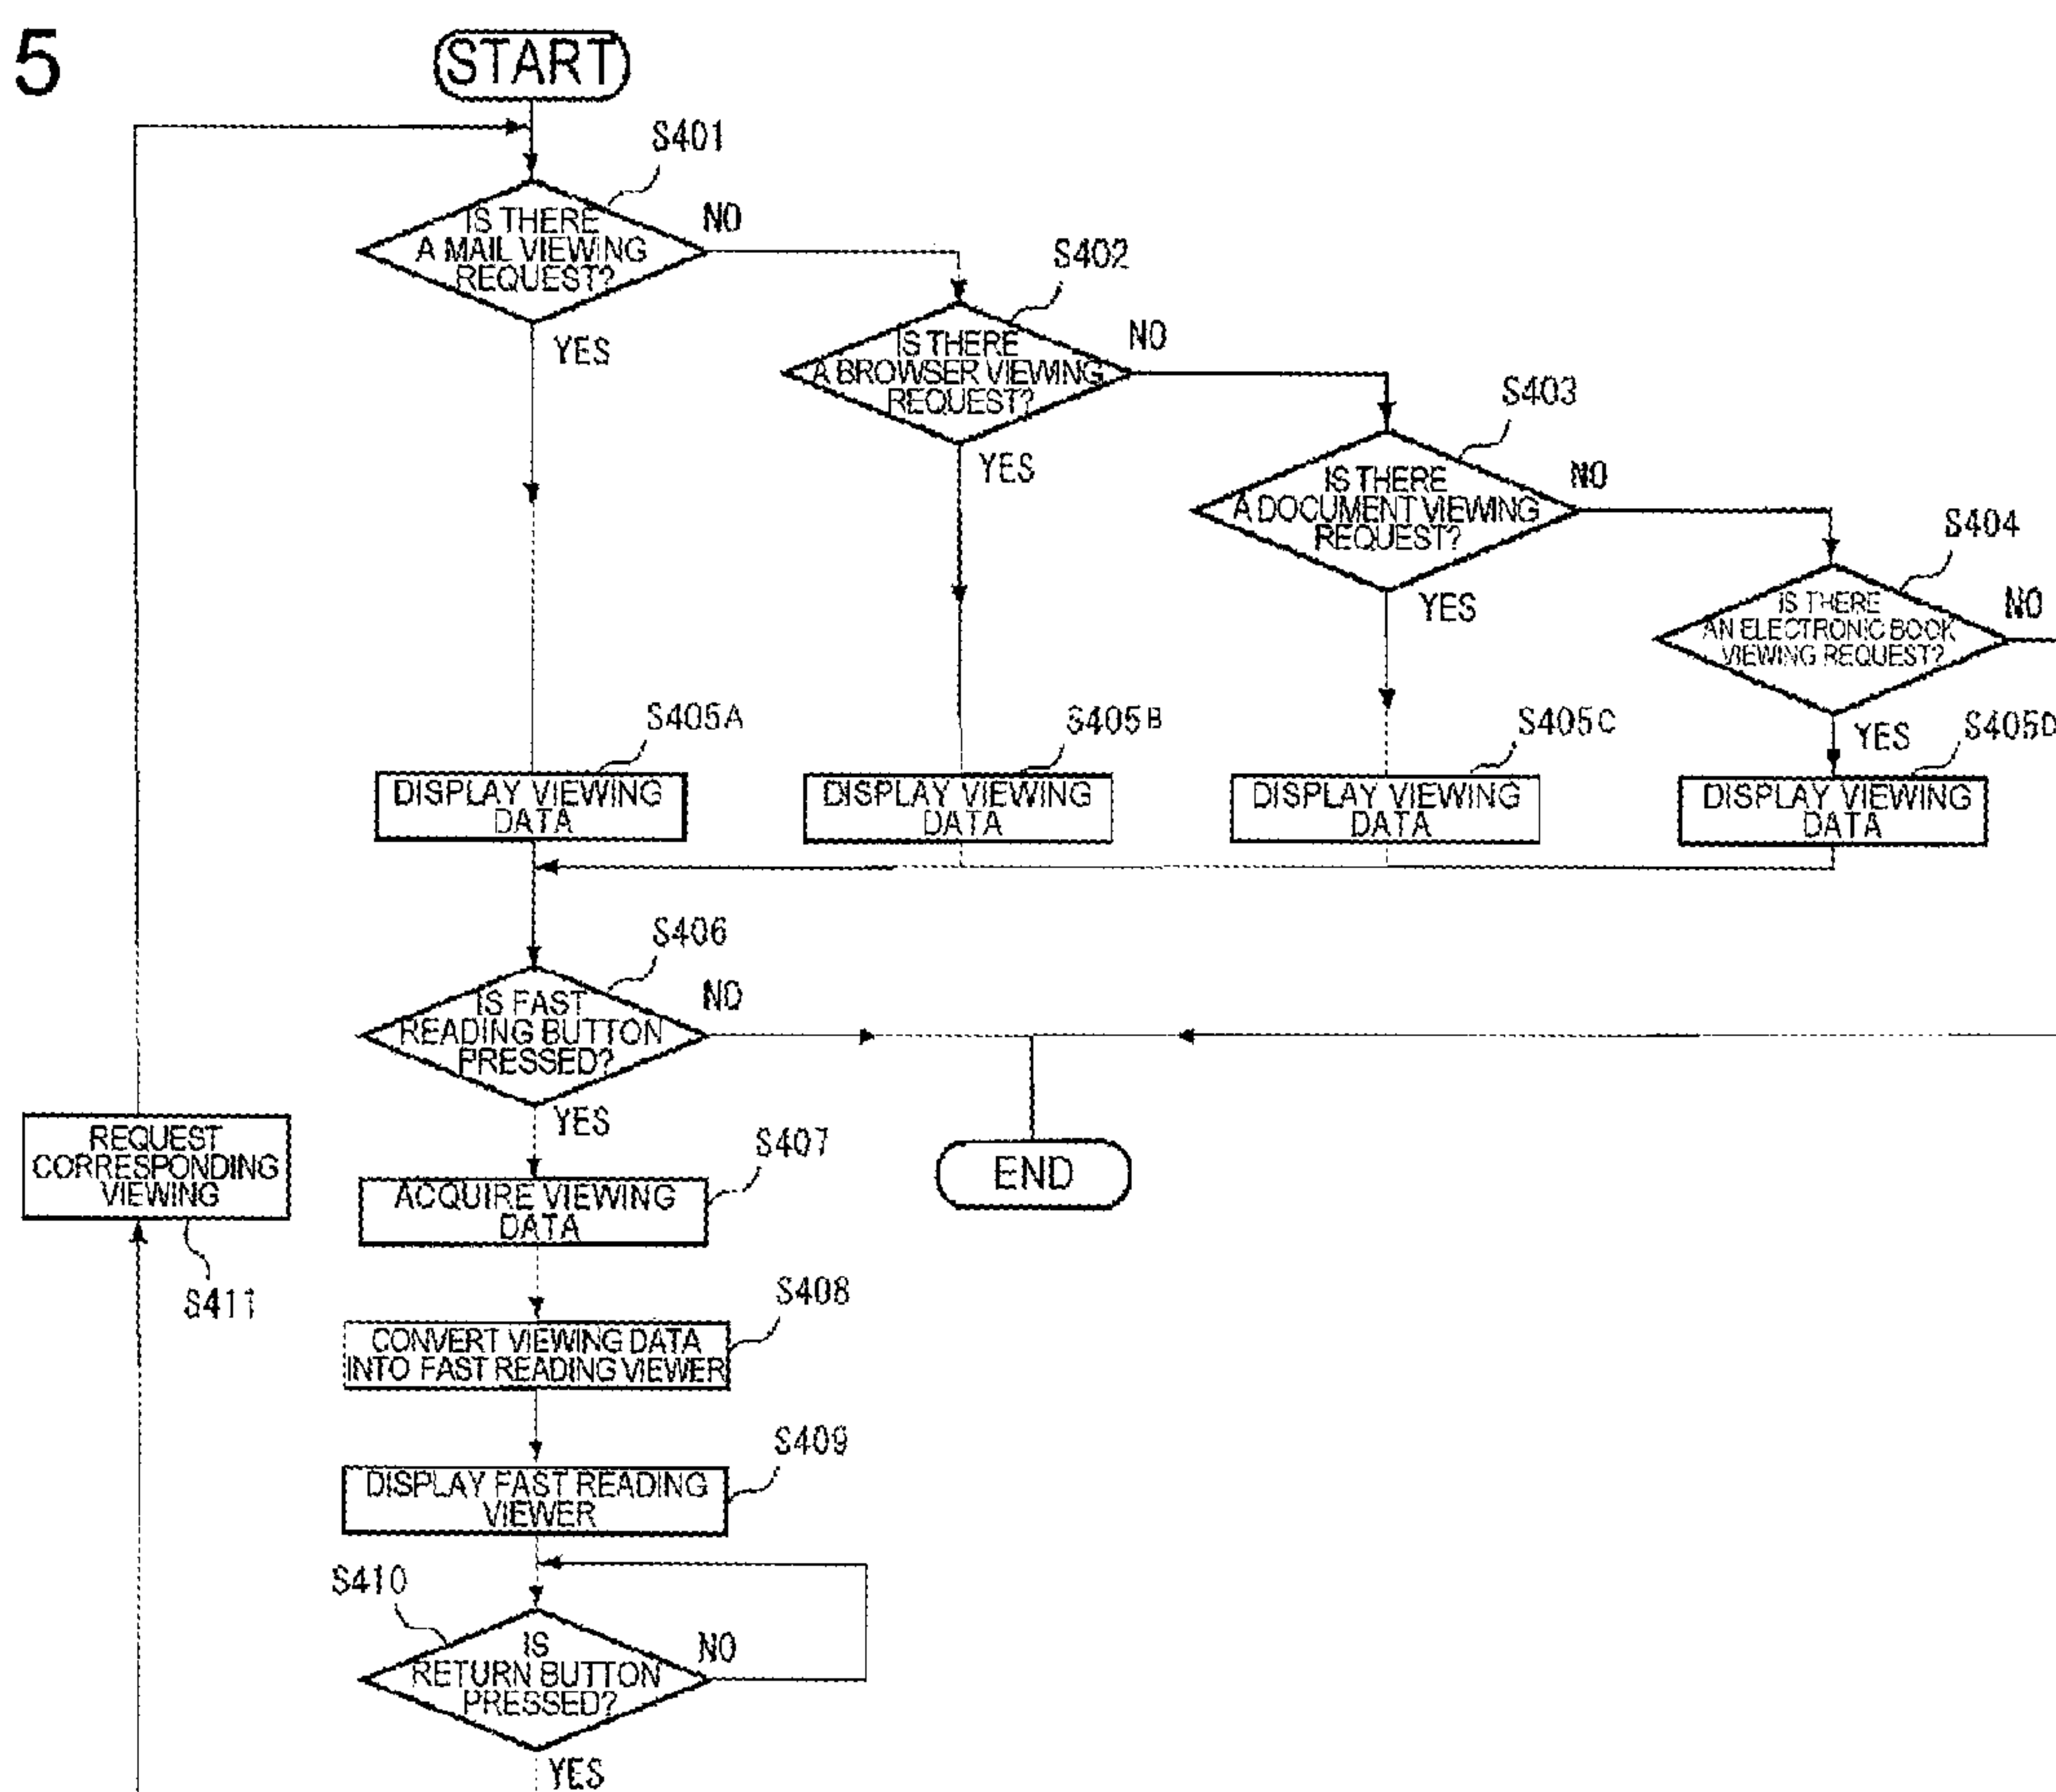 5
START
S401
IS THERE
A MAIL VIEWING
REQUEST?
NO
YES
S402
IS THERE
A BROWSER VIEWING
REQUEST?
NO
YES
S403
IS THERE
A DOCUMENT VIEWING
REQUEST?
NO
YES
S404
IS THERE
AN ELECTRONIC BOOK
VIEWING REQUEST?
NO
YES
S405A
DISPLAY VIEWING
DATA
S405B
DISPLAY VIEWING
DATA
S405C
DISPLAY VIEWING
DATA
S405D
DISPLAY VIEWING
DATA
S406
IS FAST
READING BUTTON
PRESSED?
NO
YES
END
REQUEST
CORRESPONDING
VIEWING
S411
S407
ACQUIRE VIEWING
DATA
S408
CONVERT VIEWING DATA
INTO FAST READING VIEWER
S409
DISPLAY FAST READING
VIEWER
S410
IS
RETURN BUTTON
PRESSED?
NO
YES